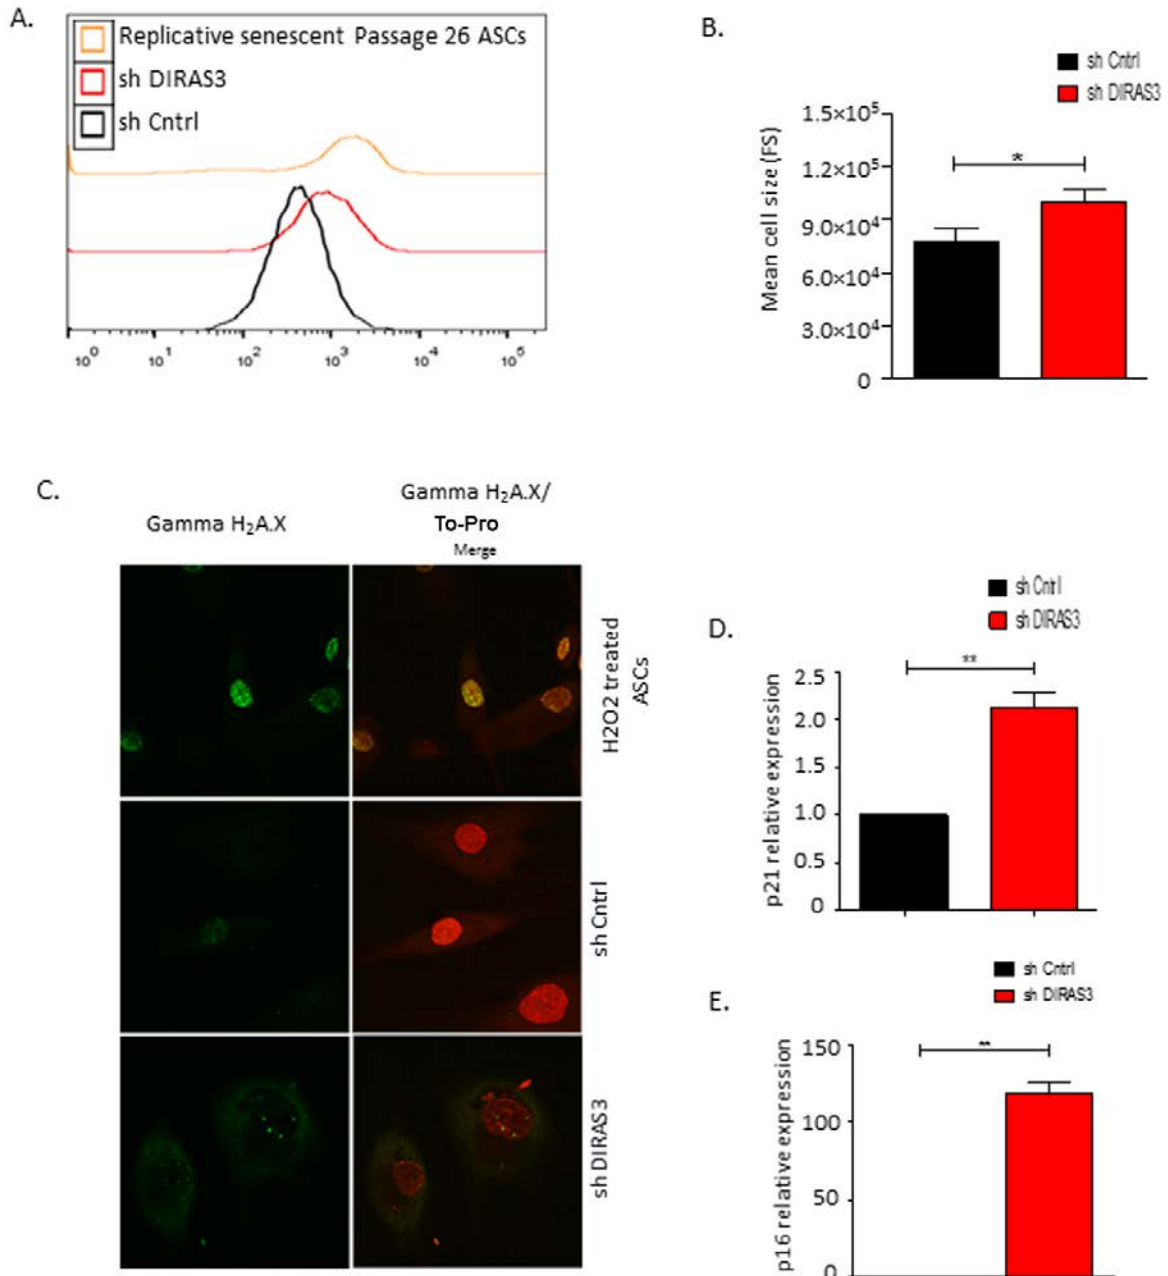 A.
Replicative senescent Passage 26 ASCs
sh DIRAS3
sh Cntrl
10⁰ 10¹ 10² 10³ 10⁴ 10⁵
B.
sh Cntrl
sh DIRAS3
Mean cell size (FS)
1.5×10⁵
1.2×10⁵
9.0×10⁴
6.0×10⁴
3.0×10⁴
0
*
C.
Gamma H₂A.X
Gamma H₂A.X/
To-Pro
Merge
H2O2 treated
ASCs
sh Cntrl
sh DIRAS3
D.
sh Cntrl
sh DIRAS3
p21 relative expression
2.5
2.0
1.5
1.0
0.5
0
**
E.
sh Cntrl
sh DIRAS3
p16 relative expression
150
100
50
0
**